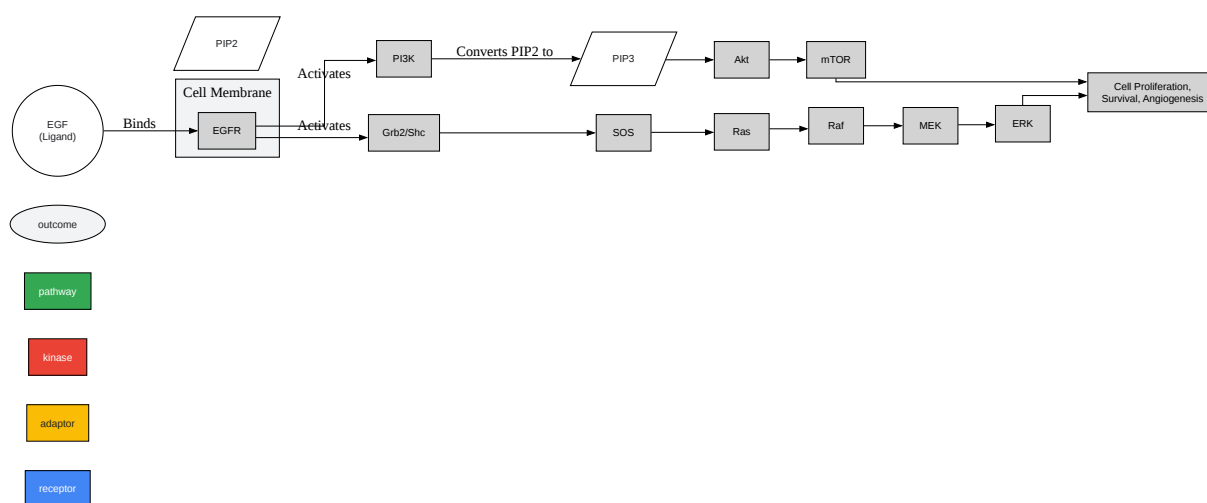 PIP2
Cell Membrane
EGF
(Ligand)
Binds
EGFR
Activates
Activates
PI3K
Converts PIP2 to
PIP3
Akt
mTOR
Grb2/Shc
SOS
Ras
Raf
MEK
ERK
Cell Proliferation,
Survival, Angiogenesis
outcome
pathway
kinase
adaptor
receptor